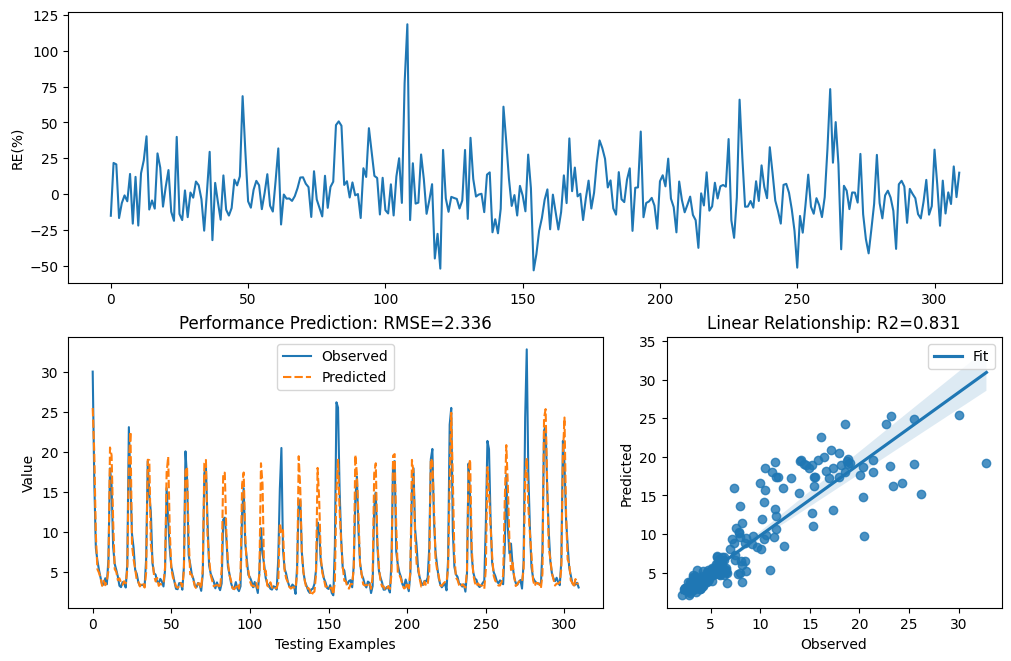 125
100
75
50
25
0
−25
−50
RE(%)
0 50 100 150 200 250 300
Performance Prediction: RMSE=2.336
Observed
Predicted
30
25
20
15
10
5
Value
0 50 100 150 200 250 300
Testing Examples
Linear Relationship: R2=0.831
Fit
35
30
25
20
15
10
5
Predicted
5 10 15 20 25 30
Observed